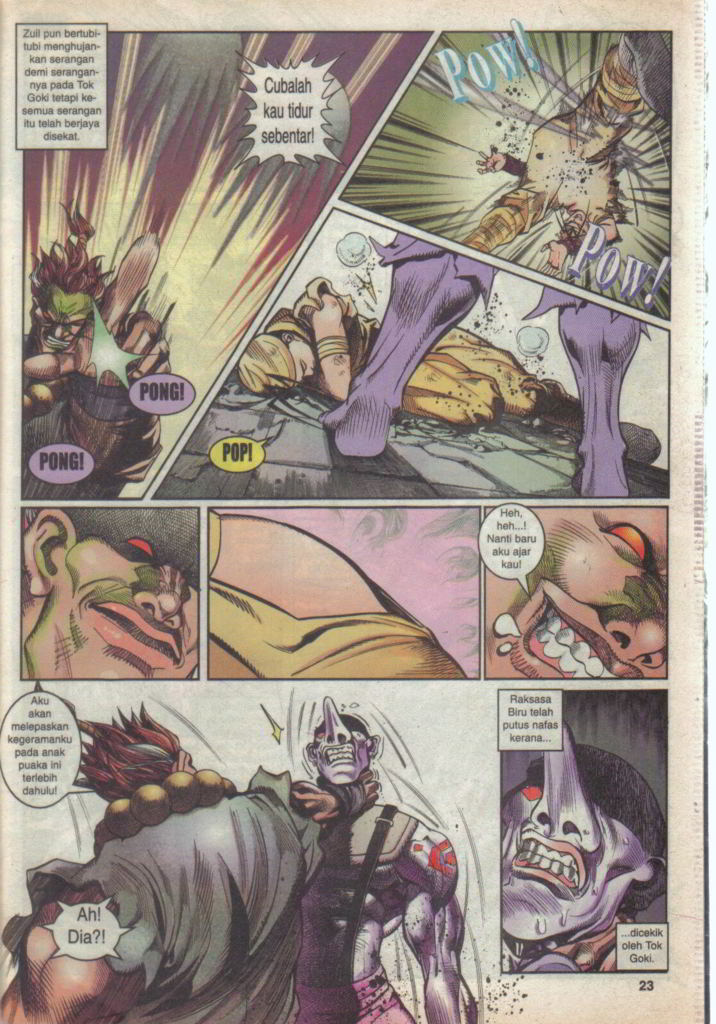 Zuil pun bertubi-
tubi menghujan-
kan serangan
demi serangan-
nya pada Tok
Goki tetapi ke-
semua serangan
itu telah berjaya
disekat.
Cubalah
kau tidur
sebentar!
POW!
POW!
PONG!
PONG!
POP!
Heh,
heh...!
Nanti baru
aku ajar
kau!
Aku
akan
melepaskan
kegeramanku
pada anak
puaka ini
terlebih
dahulu!
Ah!
Dia?!
Raksasa
Biru telah
putus nafas
kerana...
...dicekik
oleh Tok
Goki.
23